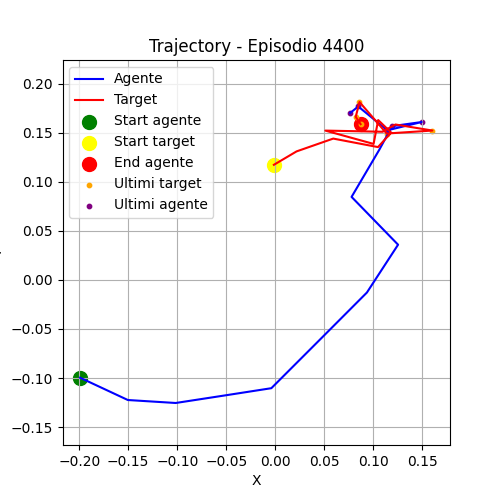 Trajectory - Episodio 4400
Agente
Target
Start agente
Start target
End agente
Ultimi target
Ultimi agente
0.20
0.15
0.10
0.05
0.00
−0.05
−0.10
−0.15
−0.20 −0.15 −0.10 −0.05 0.00 0.05 0.10 0.15
X